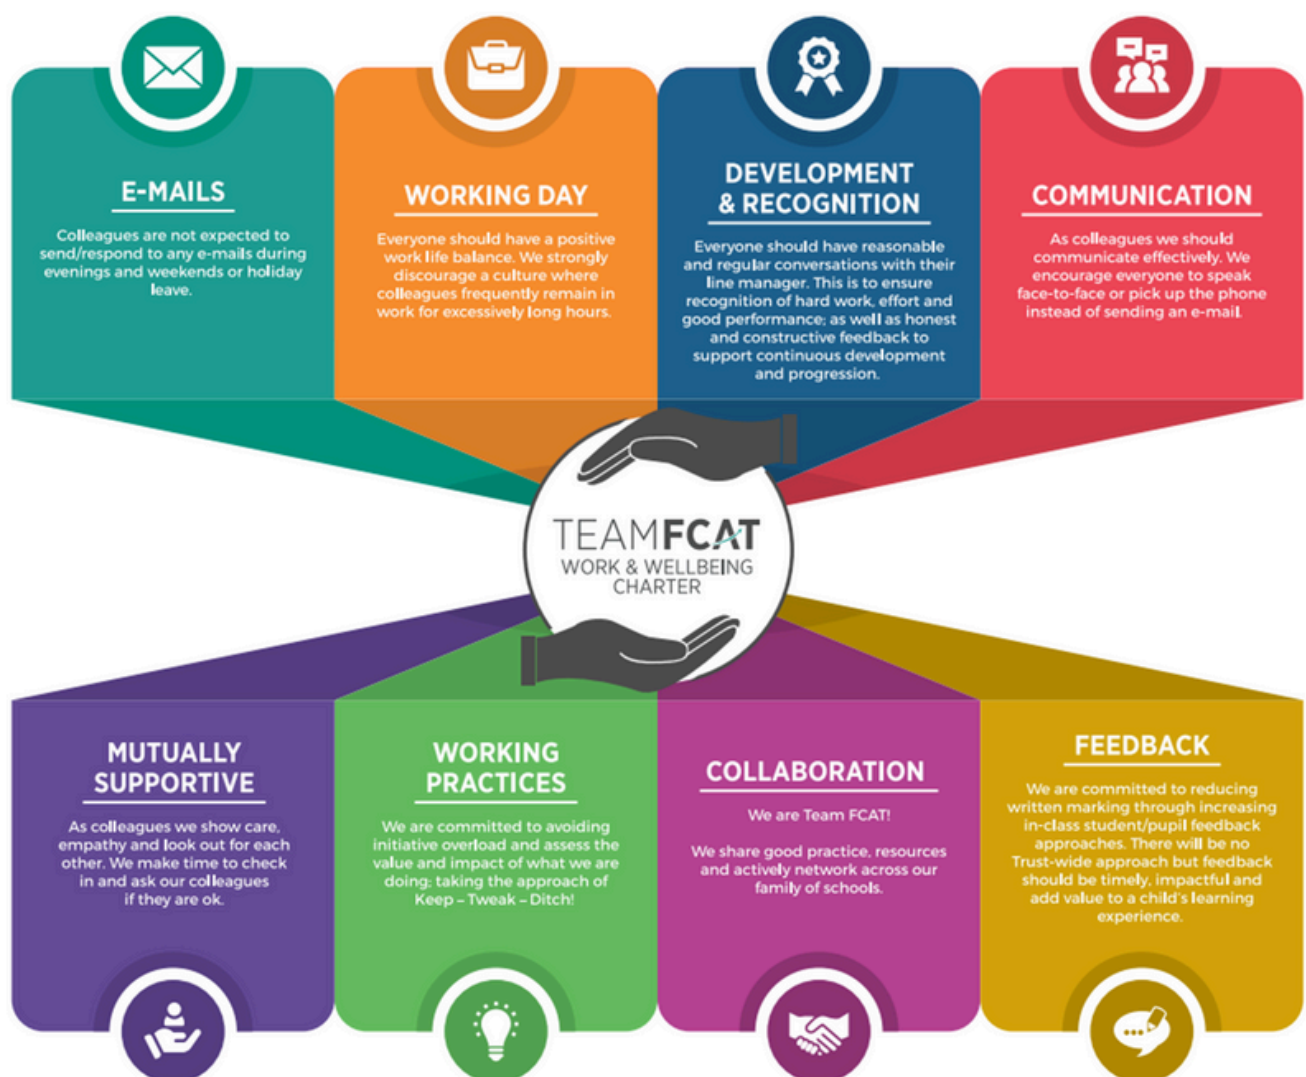 E-MAILS
Colleagues are not expected to
send/respond to any e-mails during
evenings and weekends or holiday
leave.
WORKING DAY
Everyone should have a positive
work life balance. We strongly
discourage a culture where
colleagues frequently remain in
work for excessively long hours.
DEVELOPMENT
& RECOGNITION
Everyone should have reasonable
and regular conversations with their
line manager. This is to ensure
recognition of hard work, effort and
good performance; as well as honest
and constructive feedback to
support continuous development
and progression.
COMMUNICATION
As colleagues we should
communicate effectively. We
encourage everyone to speak
face-to-face or pick up the phone
instead of sending an e-mail.
TEAMFCAT
WORK & WELLBEING
CHARTER
MUTUALLY
SUPPORTIVE
As colleagues we show care,
empathy and look out for each
other. We make time to check
in and ask our colleagues
if they are ok.
WORKING
PRACTICES
We are committed to avoiding
initiative overload and assess the
value and impact of what we are
doing; taking the approach of
Keep – Tweak – Ditch!
COLLABORATION
We are Team FCAT!
We share good practice, resources
and actively network across our
family of schools.
FEEDBACK
We are committed to reducing
written marking through increasing
in-class student/pupil feedback
approaches. There will be no
Trust-wide approach but feedback
should be timely, impactful and
add value to a child's learning
experience.